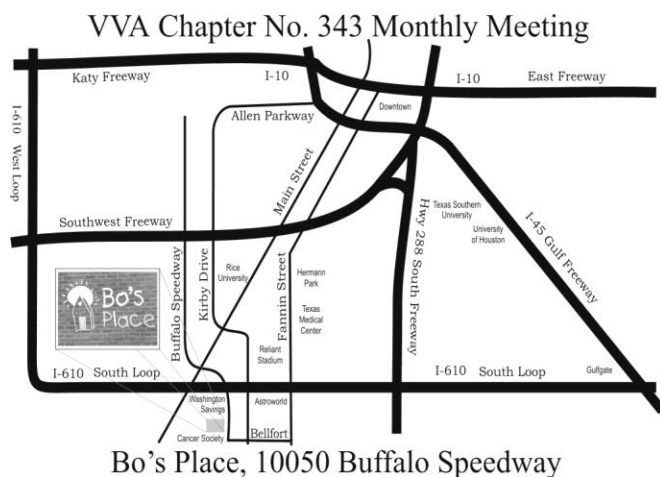 VVA Chapter No. 343 Monthly Meeting
Katy Freeway
I-10
I-10
East Freeway
Downtown
Allen Parkway
I-610
West Loop
Main Street
Southwest Freeway
Hwy 288 South Freeway
Texas Southern
University
University
of Houston
I-45 Gulf Freeway
Buffalo Speedway
Kirby Drive
Rice
University
Fannin Street
Hermann
Park
Texas
Medical
Center
Bo's
Place
Reliant
Stadium
I-610
South Loop
I-610
South Loop
Gulfgate
Washington
Savings
Astroworld
Cancer Society
Bellfort
Bo's Place, 10050 Buffalo Speedway